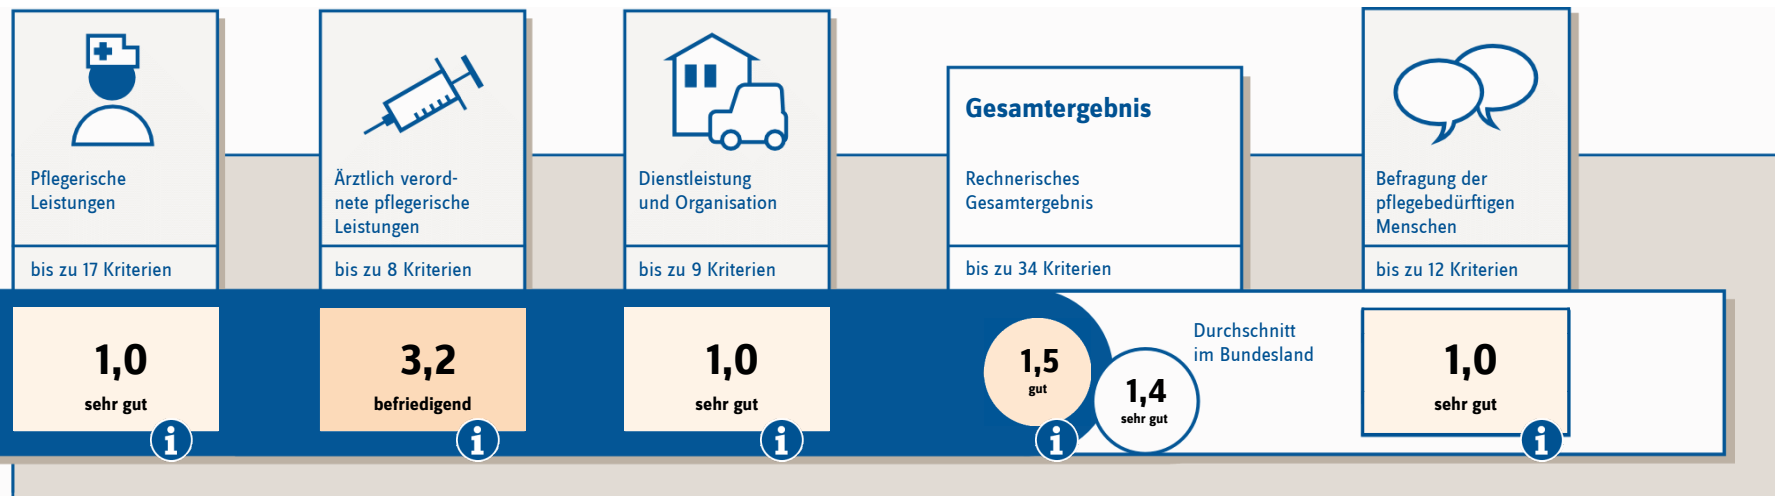 Pflegerische
Leistungen
bis zu 17 Kriterien
1,0
sehr gut
i
Ärztlich verord-
nete pflegerische
Leistungen
bis zu 8 Kriterien
3,2
befriedigend
i
Dienstleistung
und Organisation
bis zu 9 Kriterien
1,0
sehr gut
i
Gesamtergebnis
Rechnerisches
Gesamtergebnis
bis zu 34 Kriterien
1,5
gut
i
1,4
sehr gut
Durchschnitt
im Bundesland
Befragung der
pflegebedürftigen
Menschen
bis zu 12 Kriterien
1,0
sehr gut
i